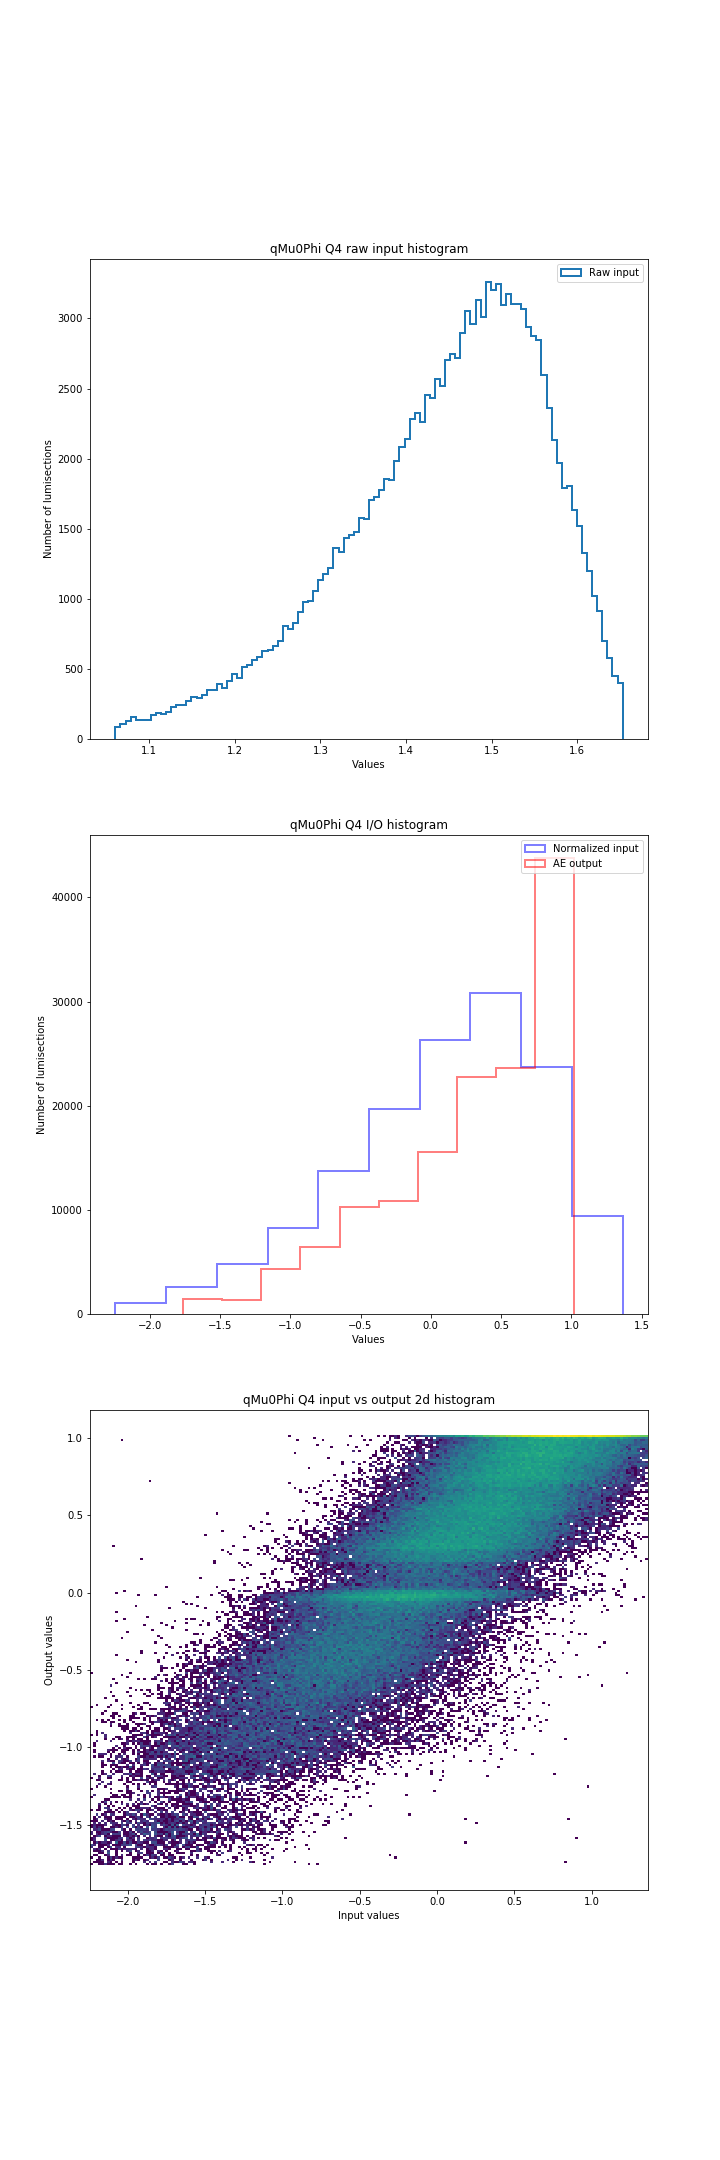 qMu0Phi Q4 raw input histogram
Raw input
3000
2500
2000
1500
1000
500
0
Number of lumisections
1.1 1.2 1.3 1.4 1.5 1.6
Values
qMu0Phi Q4 I/O histogram
Normalized input
AE output
40000
30000
20000
10000
0
Number of lumisections
−2.0 −1.5 −1.0 −0.5 0.0 0.5 1.0 1.5
Values
qMu0Phi Q4 input vs output 2d histogram
1.0
0.5
0.0
−0.5
−1.0
−1.5
Output values
−2.0 −1.5 −1.0 −0.5 0.0 0.5 1.0
Input values